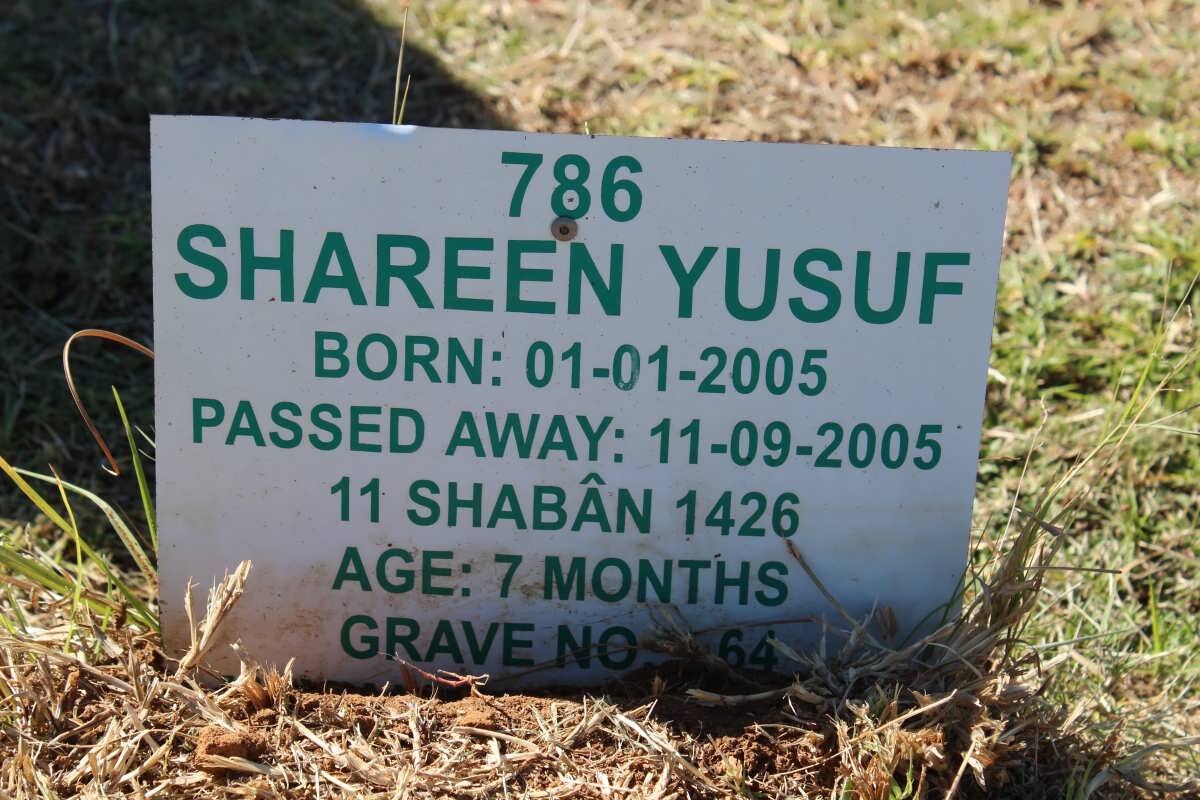 786
SHAREEN YUSUF
BORN: 01-01-2005
PASSED AWAY: 11-09-2005
11 SHABÂN 1426
AGE: 7 MONTHS
GRAVE NO 64